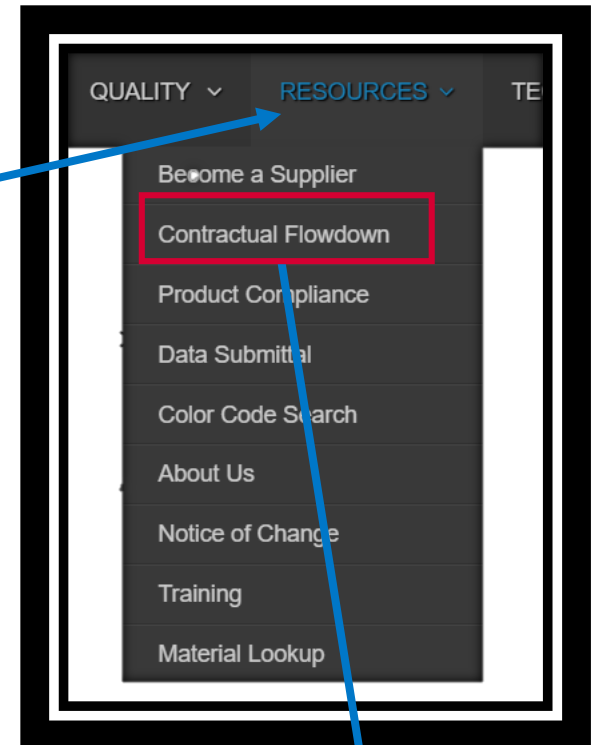 QUALITY RESOURCES TE
Become a Supplier
Contractual Flowdown
Product Compliance
Data Submittal
Color Code Search
About Us
Notice of Change
Training
Material Lookup